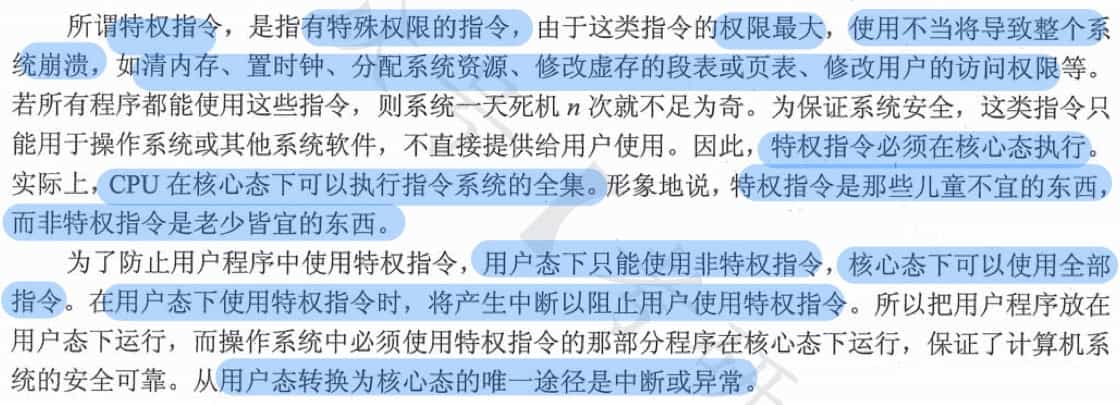 所谓特权指令，是指有特殊权限的指令，由于这类指令的权限最大，使用不当将导致整个系
统崩溃，如清内存、置时钟、分配系统资源、修改虚存的段表或页表、修改用户的访问权限等。
若所有程序都能使用这些指令，则系统一天死机 n 次就不足为奇。为保证系统安全，这类指令只
能用于操作系统或其他系统软件，不直接提供给用户使用。因此，特权指令必须在核心态执行。
实际上，CPU 在核心态下可以执行指令系统的全集。形象地说，特权指令是那些儿童不宜的东西，
而非特权指令是老少皆宜的东西。
为了防止用户程序中使用特权指令，用户态下只能使用非特权指令，核心态下可以使用全部
指令。在用户态下使用特权指令时，将产生中断以阻止用户使用特权指令。所以把用户程序放在
用户态下运行，而操作系统中必须使用特权指令的那部分程序在核心态下运行，保证了计算机系
统的安全可靠。从用户态转换为核心态的唯一途径是中断或异常。